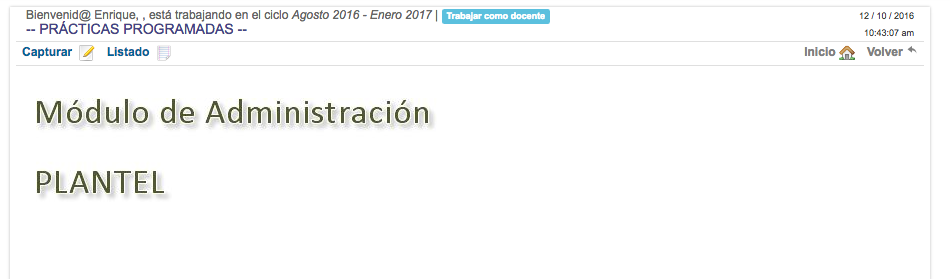 Bienvenid@ Enrique, , está trabajando en el ciclo Agosto 2016 - Enero 2017 | Trabajar como docente 12 / 10 / 2016
-- PRÁCTICAS PROGRAMADAS -- 10:43:07 am
Capturar Listado Inicio Volver
Módulo de Administración
PLANTEL